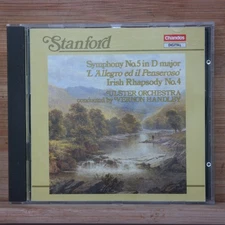 Stanford
Chandos
DIGITAL
Symphony No.5 in D major
'L'Allegro ed il Penseroso'
Irish Rhapsody No.4
ULSTER ORCHESTRA
conducted by VERNON HANDLEY